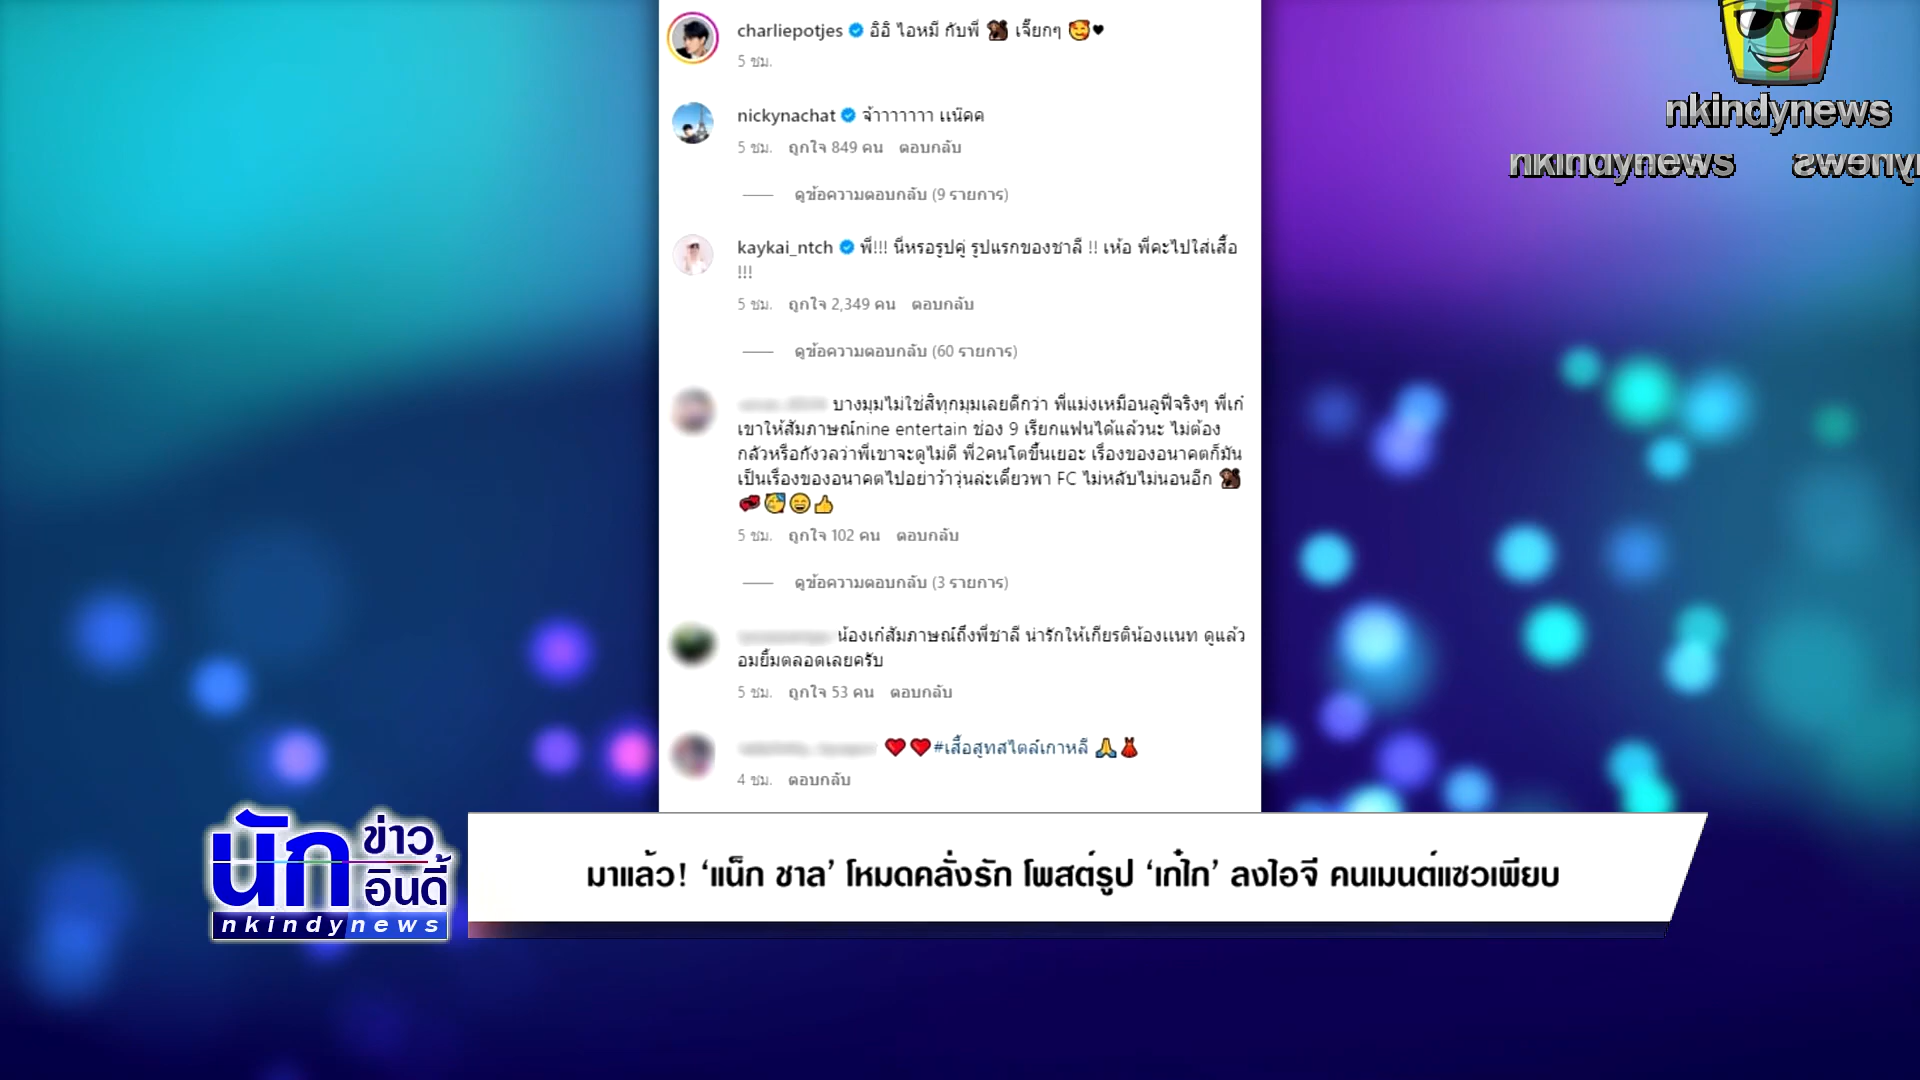 charliepotjes อิอิ ไอหมี กับพี่ 🐿️ เจี๊ยกๆ 🥰♥
5 ชม.
nickynachat จ้าาาาาาา แน๊คค
5 ชม. ถูกใจ 849 คน ตอบกลับ
ดูข้อความตอบกลับ (9 รายการ)
kaykai_ntch พี่!!! นี่หรอรูปคู่ รูปแรกของชาลี !! เห้อ พี่คะไปใส่เสื้อ
!!!
5 ชม. ถูกใจ 2,349 คน ตอบกลับ
ดูข้อความตอบกลับ (60 รายการ)
บางมุมไม่ใช่สิทุกมุมเลยดีกว่า พี่แม่งเหมือนลูฟี่จริงๆ พี่เก๋
เขาให้สัมภาษณ์nine entertain ช่อง 9 เรียกแฟนได้แล้วนะ ไม่ต้อง
กลัวหรือกังวลว่าพี่เขาจะดูไม่ดี พี่2คนโตขึ้นเยอะ เรื่องของอนาคตก็มัน
เป็นเรื่องของอนาคตไปอย่าว้าวุ่นล่ะเดี๋ยวพา FC ไม่หลับไม่นอนอีก 🐿️
💞🥳😄👍
5 ชม. ถูกใจ 102 คน ตอบกลับ
ดูข้อความตอบกลับ (3 รายการ)
น้องเก๋สัมภาษณ์ถึงพี่ชาลี น่ารักให้เกียรติน้องแนท ดูแล้ว
อมยิ้มตลอดเลยครับ
5 ชม. ถูกใจ 53 คน ตอบกลับ
❤️❤️#เสื้อสูทสไตล์เกาหลี 🙏👗
4 ชม. ตอบกลับ
nkindynews
nkindynews
นักข่าวอินดี้
nkindynews
มาแล้ว! ‘แน็ก ชาล’ โหมดคลั่งรัก โพสต์รูป ‘เก๋ไก๋’ ลงไอจี คนเมนต์แซวเพียบ